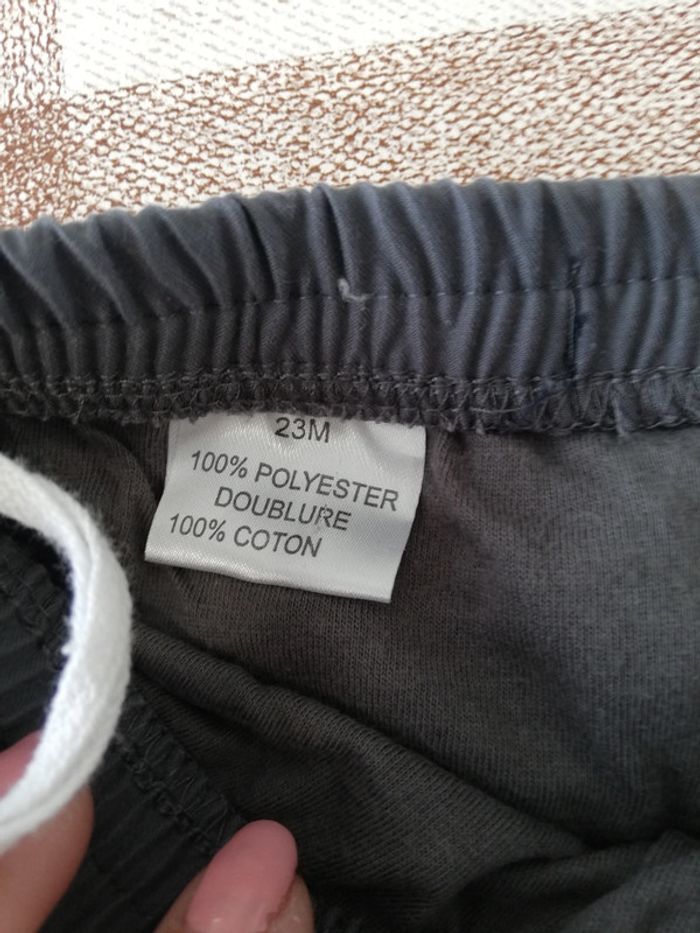 23M
100% POLYESTER
DOUBLURE
100% COTON